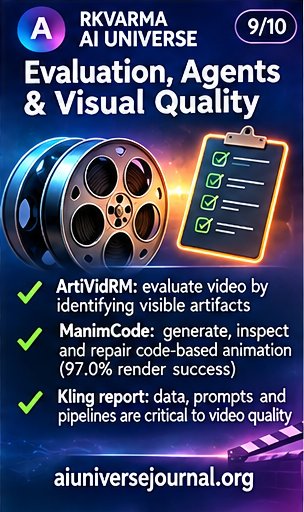 A
RKVARMA
AI UNIVERSE
9/10
Evaluation, Agents
& Visual Quality
ArtiVidRM: evaluate video by
identifying visible artifacts
ManimCode: generate, inspect
and repair code-based animation
(97.0% render success)
Kling report: data, prompts and
pipelines are critical to video quality
aiuniversejournal.org